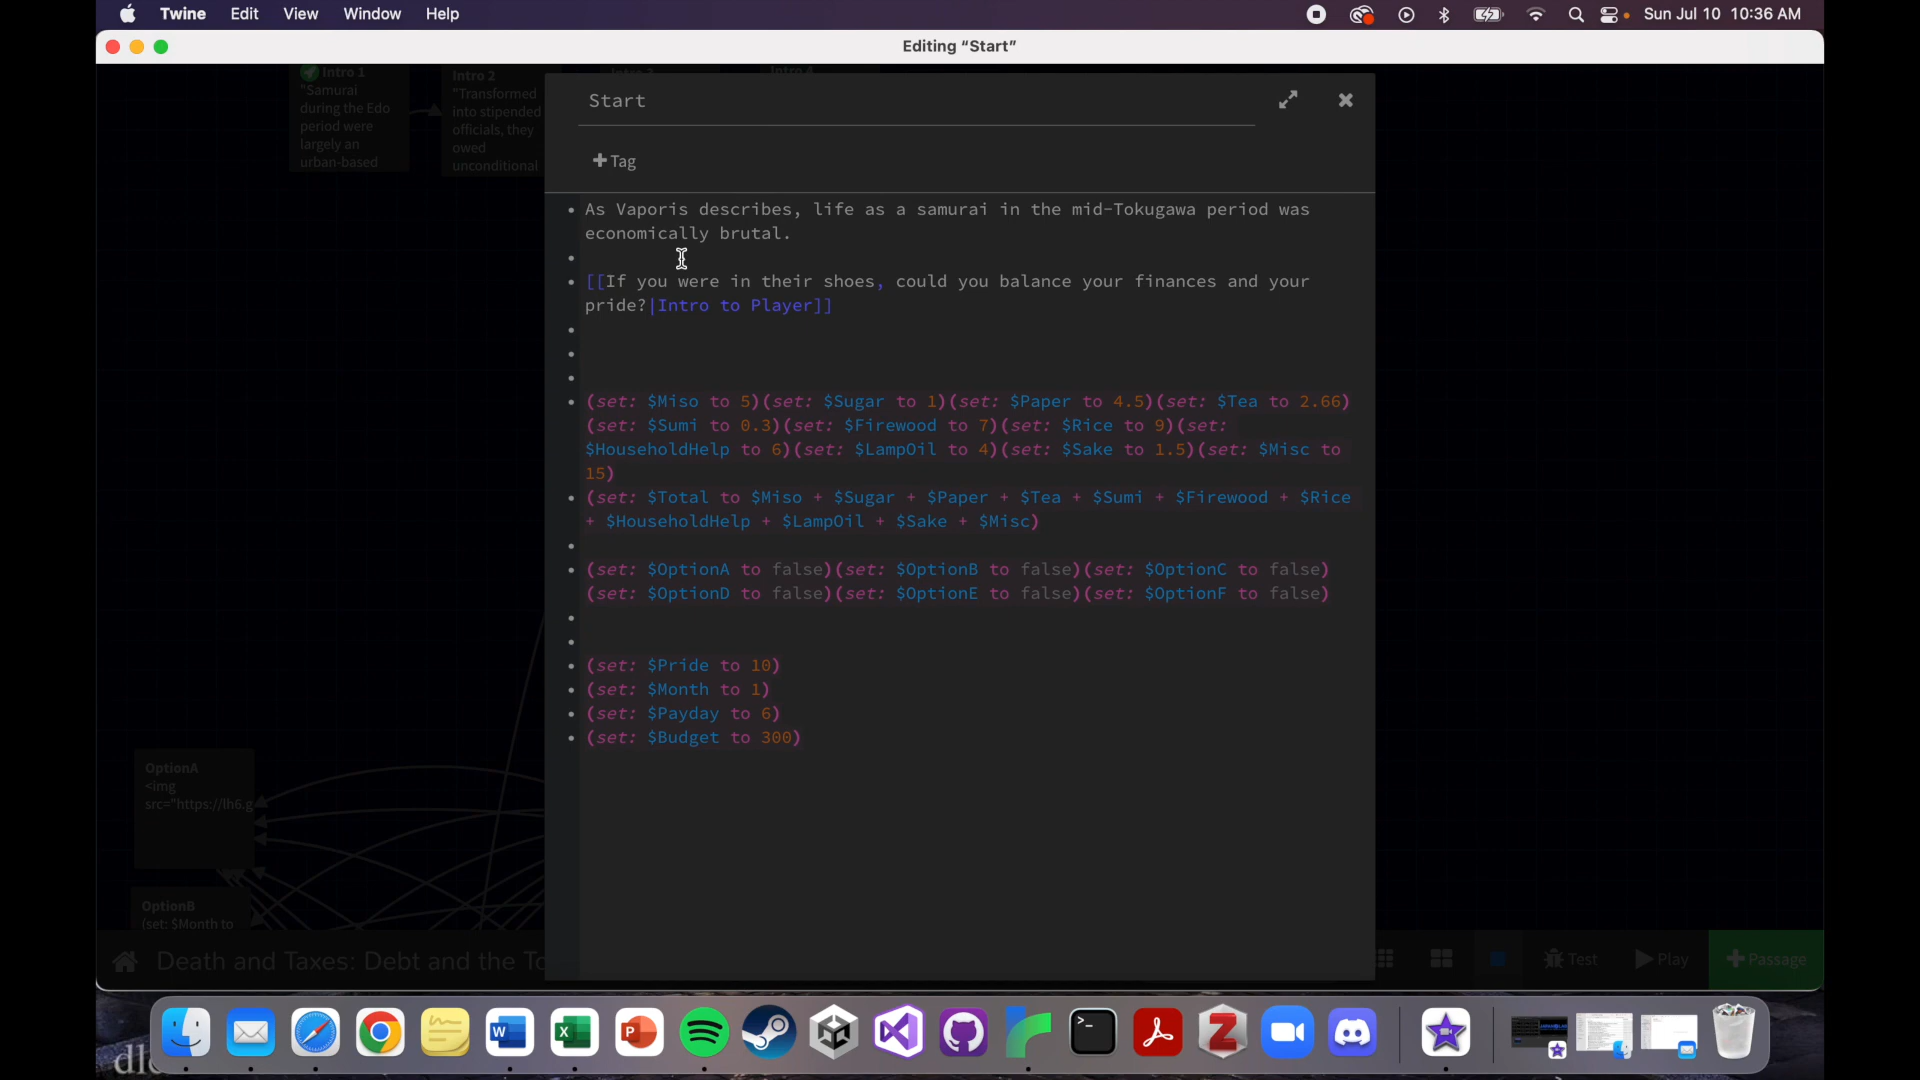 Twine Edit View Window Help Sun Jul 10 10:36 AM
Editing “Start”
Intro 1
"Samurai
during the Edo
period were
largely an
urban-based
Intro 2
"Transformed
into stipended
officials, they
owed
unconditional
Start
+Tag
As Vaporis describes, life as a samurai in the mid-Tokugawa period was
economically brutal.
[[If you were in their shoes, could you balance your finances and your
pride?|Intro to Player]]
(set: $Miso to 5)(set: $Sugar to 1)(set: $Paper to 4.5)(set: $Tea to 2.66)
(set: $Sumi to 0.3)(set: $Firewood to 7)(set: $Rice to 9)(set:
$HouseholdHelp to 6)(set: $LampOil to 4)(set: $Sake to 1.5)(set: $Misc to
15)
(set: $Total to $Miso + $Sugar + $Paper + $Tea + $Sumi + $Firewood + $Rice
+ $HouseholdHelp + $LampOil + $Sake + $Misc)
(set: $OptionA to false)(set: $OptionB to false)(set: $OptionC to false)
(set: $OptionD to false)(set: $OptionE to false)(set: $OptionF to false)
(set: $Pride to 10)
(set: $Month to 1)
(set: $Payday to 6)
(set: $Budget to 300)
OptionA
<img
src="https://lh6.g
OptionB
(set: $Month to
Death and Taxes: Debt and the To
Test
Play
+Passage